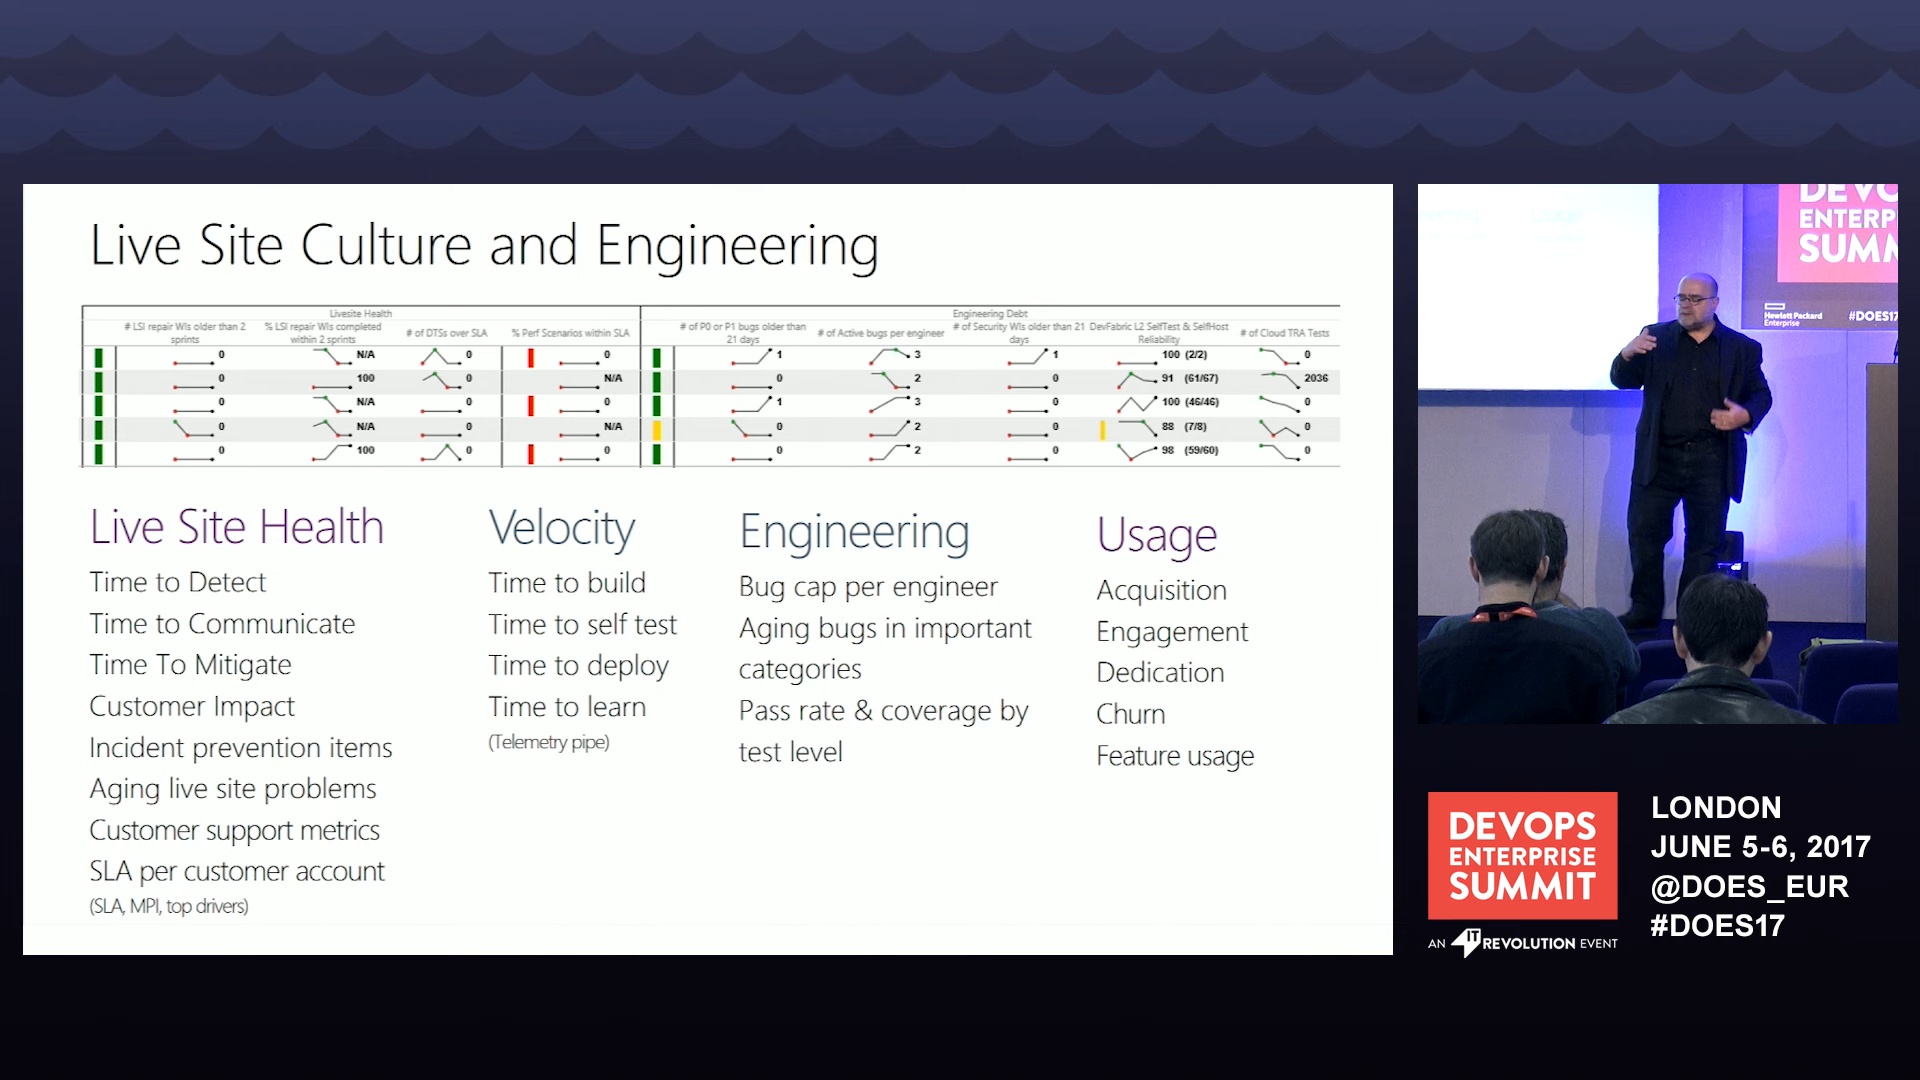 Live Site Culture and Engineering
Livesite Health
Engineering Debt
# LSI repair WIs older than 2 sprints
% LSI repair WIs completed within 2 sprints
# of DTSs over SLA
% Perf Scenarios within SLA
# of P0 or P1 bugs older than 21 days
# of Active bugs per engineer
# of Security WIs older than 21 days
DevFabric L2 SelfTest & SelfHost Reliability
# of Cloud TRA Tests
0 N/A 0 0 1 3 1 100 (2/2) 0
0 100 0 N/A 0 2 0 91 (61/67) 2036
0 N/A 0 0 1 3 0 100 (46/46) 0
0 N/A 0 N/A 0 2 0 88 (7/8) 0
0 100 0 0 0 2 0 98 (59/60) 0
Live Site Health
Time to Detect
Time to Communicate
Time To Mitigate
Customer Impact
Incident prevention items
Aging live site problems
Customer support metrics
SLA per customer account
(SLA, MPI, top drivers)
Velocity
Time to build
Time to self test
Time to deploy
Time to learn
(Telemetry pipe)
Engineering
Bug cap per engineer
Aging bugs in important
categories
Pass rate & coverage by
test level
Usage
Acquisition
Engagement
Dedication
Churn
Feature usage
DEVO
ENTERP
SUMM
Hewlett Packard
Enterprise
#DOES17
DEVOPS
ENTERPRISE
SUMMIT
AN IT REVOLUTION EVENT
LONDON
JUNE 5-6, 2017
@DOES_EUR
#DOES17